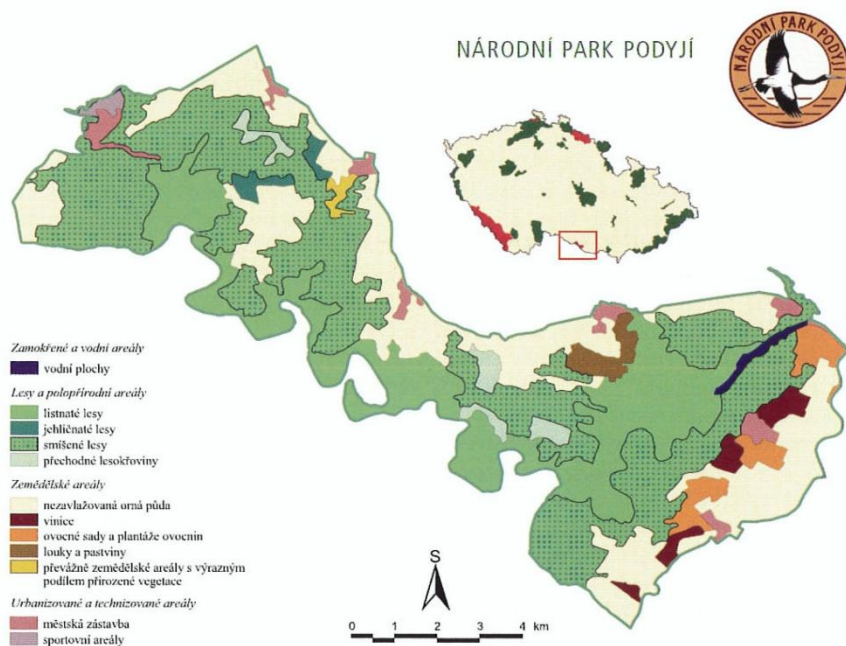 NÁRODNÍ PARK PODYJÍ
NÁRODNÍ PARK PODYJÍ
Zamokřené a vodní areály
vodní plochy
Lesy a polopřírodní areály
listnaté lesy
jehličnaté lesy
smíšené lesy
přechodné lesokřoviny
Zemědělské areály
nezavlažovaná orná půda
vinice
ovocné sady a plantáže ovocnin
louky a pastviny
převážně zemědělské areály s výrazným
podílem přirozené vegetace
Urbanizované a technizované areály
městská zástavba
sportovní areály
S
0 1 2 3 4 km